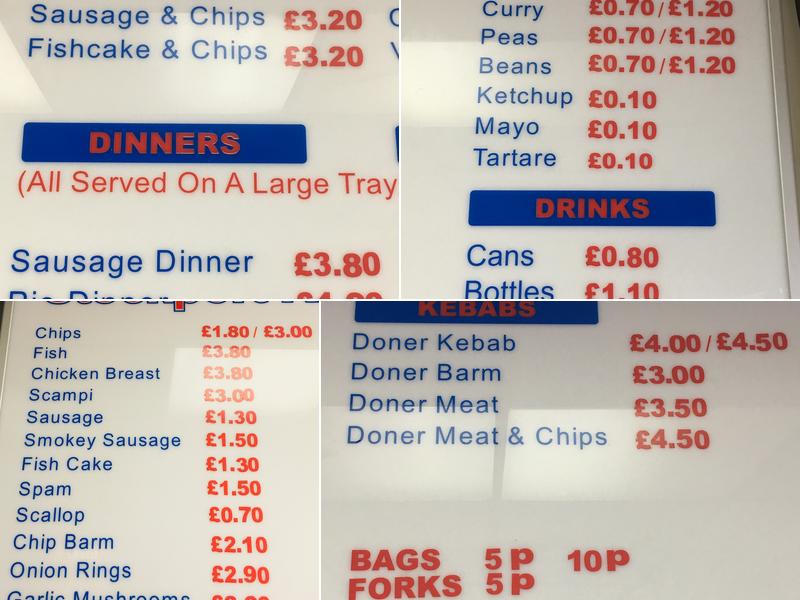 Sausage & Chips £3.20
Fishcake & Chips £3.20
DINNERS
(All Served On A Large Tray
Sausage Dinner £3.80
Dinner
Curry £0.70/£1.20
Peas £0.70/£1.20
Beans £0.70/£1.20
Ketchup £0.10
Mayo £0.10
Tartare £0.10
DRINKS
Cans £0.80
Bottles £1.10
Chips £1.80 / £3.00
Fish £3.80
Chicken Breast £3.80
Scampi £3.00
Sausage £1.30
Smokey Sausage £1.50
Fish Cake £1.30
Spam £1.50
Scallop £0.70
Chip Barm £2.10
Onion Rings £2.90
Garlic Mushrooms
KEBABS
Doner Kebab £4.00/£4.50
Doner Barm £3.00
Doner Meat £3.50
Doner Meat & Chips £4.50
BAGS 5p 10p
FORKS 5p